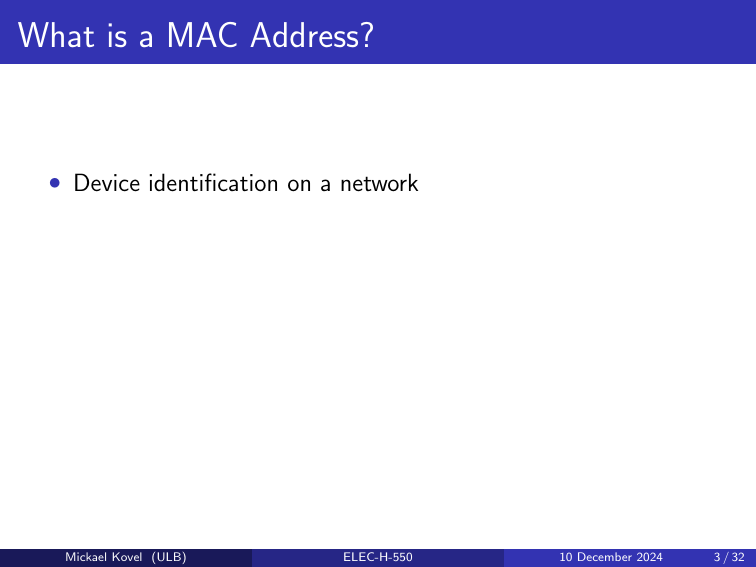 What is a MAC Address?
• Device identification on a network
Mickael Kovel (ULB) ELEC-H-550 10 December 2024 3 / 32